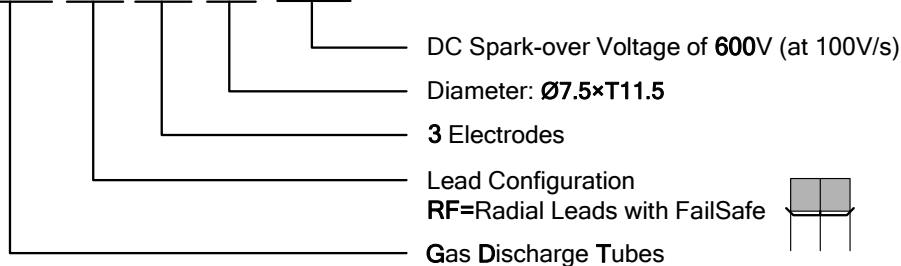 DC Spark-over Voltage of 600V (at 100V/s)
Diameter: Ø7.5×T11.5
3 Electrodes
Lead Configuration
RF=Radial Leads with FailSafe
Gas Discharge Tubes